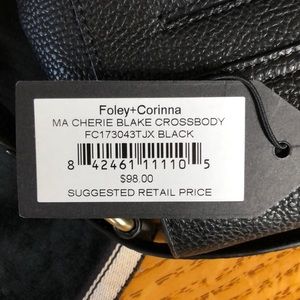 Foley+Corinna
MA CHERIE BLAKE CROSSBODY
FC173043TJX BLACK
8 42461 11110 5
$98.00
SUGGESTED RETAIL PRICE